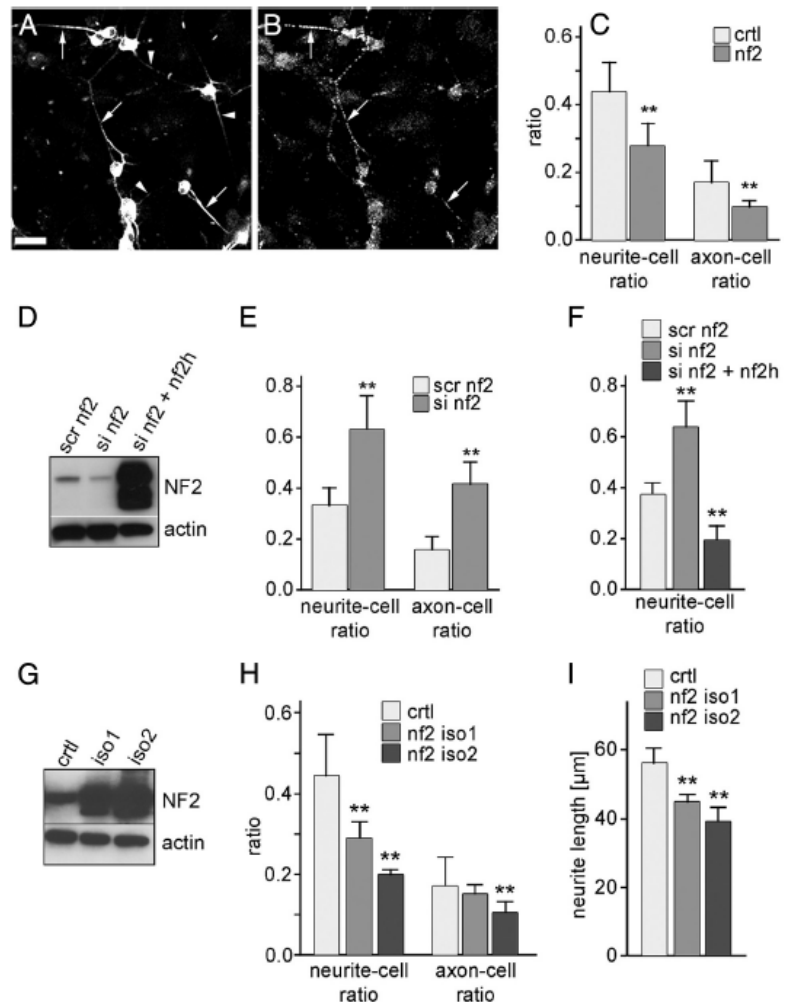 A
B
C
crtl
nf2
ratio
0.6
0.4
0.2
0.0
**
**
neurite-cell
ratio
axon-cell
ratio
D
scr nf2
si nf2
si nf2 + nf2h
NF2
actin
E
scr nf2
si nf2
0.8
0.6
0.4
0.2
0.0
**
**
neurite-cell
ratio
axon-cell
ratio
F
scr nf2
si nf2
si nf2 + nf2h
0.8
0.6
0.4
0.2
0.0
**
**
neurite-cell
ratio
G
crtl
iso1
iso2
NF2
actin
H
crtl
nf2 iso1
nf2 iso2
ratio
0.6
0.4
0.2
0.0
**
**
**
neurite-cell
ratio
axon-cell
ratio
I
crtl
nf2 iso1
nf2 iso2
neurite length [µm]
60
40
20
0
**
**